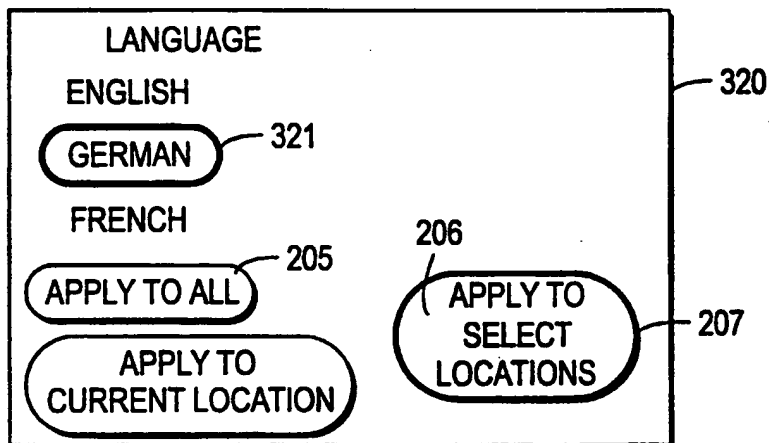 LANGUAGE
ENGLISH
320
GERMAN
321
FRENCH
206
205
APPLY TO ALL
APPLY TO
SELECT
LOCATIONS
207
APPLY TO
CURRENT LOCATION